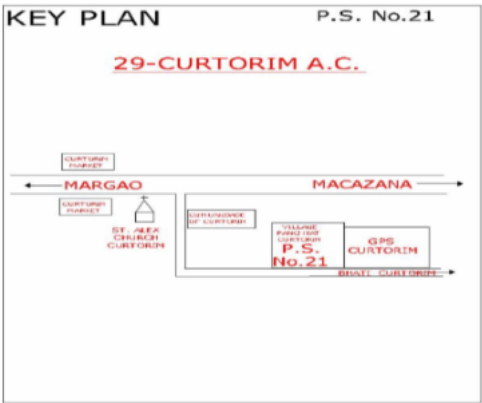 KEY PLAN
P.S. No.21
29-CURTORIM A.C.
CURTORIM
MARKET
MARGAO
MACAZANA
CURTORIM
MARKET
ST. ALEX
CHURCH
CURTORIM
COMUNIDADE
OF CURTORIM
VILLAGE
PANCHAYAT
CURTORIM
P.S.
No.21
GPS
CURTORIM
BHATI CURTORIM